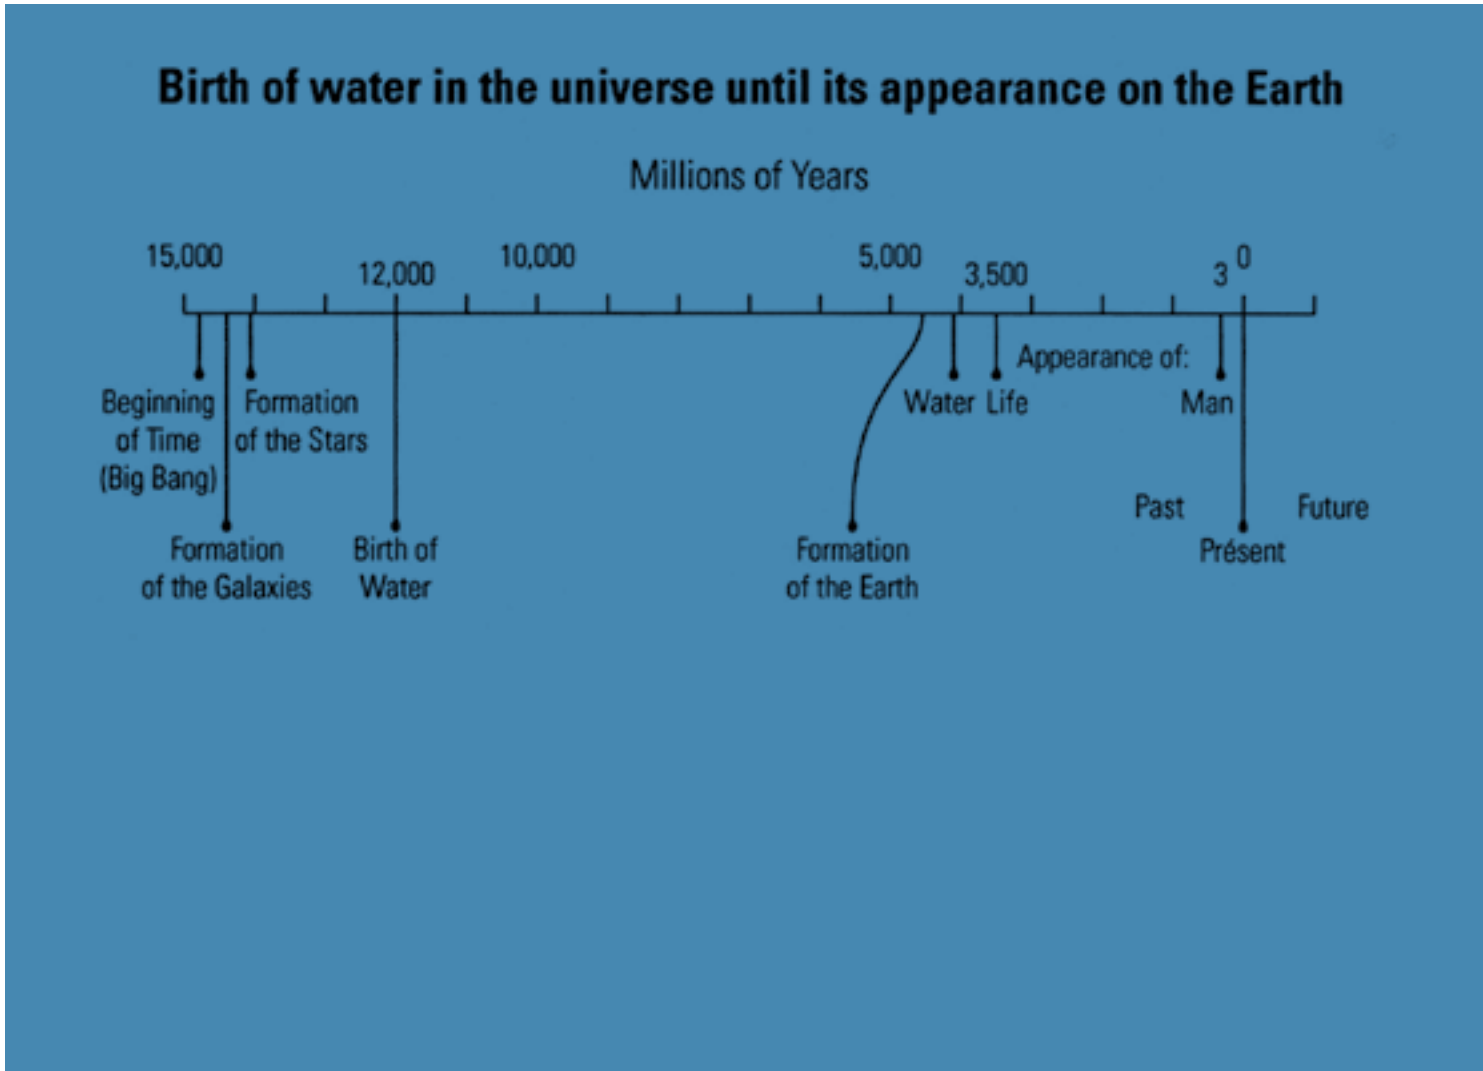 Birth of water in the universe until its appearance on the Earth
Millions of Years
15,000
12,000
10,000
5,000
3,500
3
0
Appearance of:
Beginning
of Time
(Big Bang)
Formation
of the Stars
Water
Life
Man
Past
Future
Formation
of the Galaxies
Birth of
Water
Formation
of the Earth
Présent